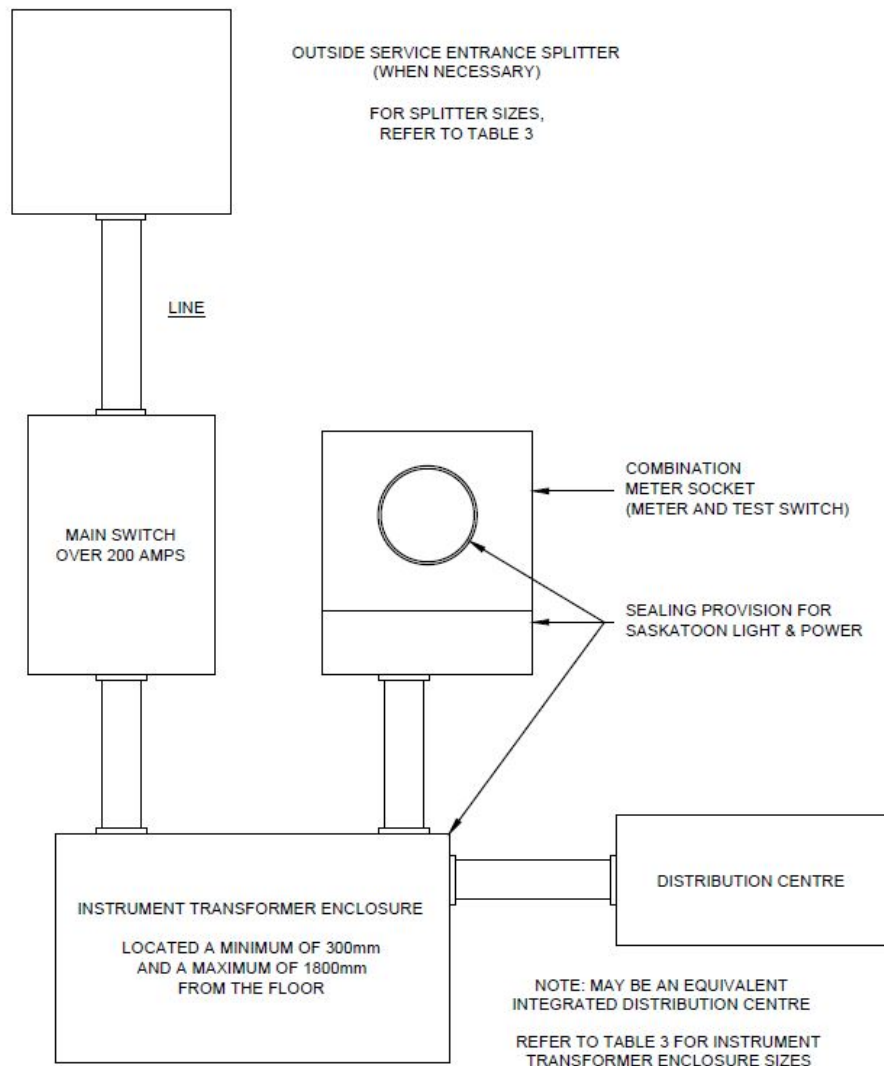 OUTSIDE SERVICE ENTRANCE SPLITTER
(WHEN NECESSARY)
FOR SPLITTER SIZES,
REFER TO TABLE 3
LINE
MAIN SWITCH
OVER 200 AMPS
COMBINATION
METER SOCKET
(METER AND TEST SWITCH)
SEALING PROVISION FOR
SASKATOON LIGHT & POWER
INSTRUMENT TRANSFORMER ENCLOSURE
LOCATED A MINIMUM OF 300mm
AND A MAXIMUM OF 1800mm
FROM THE FLOOR
DISTRIBUTION CENTRE
NOTE: MAY BE AN EQUIVALENT
INTEGRATED DISTRIBUTION CENTRE
REFER TO TABLE 3 FOR INSTRUMENT
TRANSFORMER ENCLOSURE SIZES